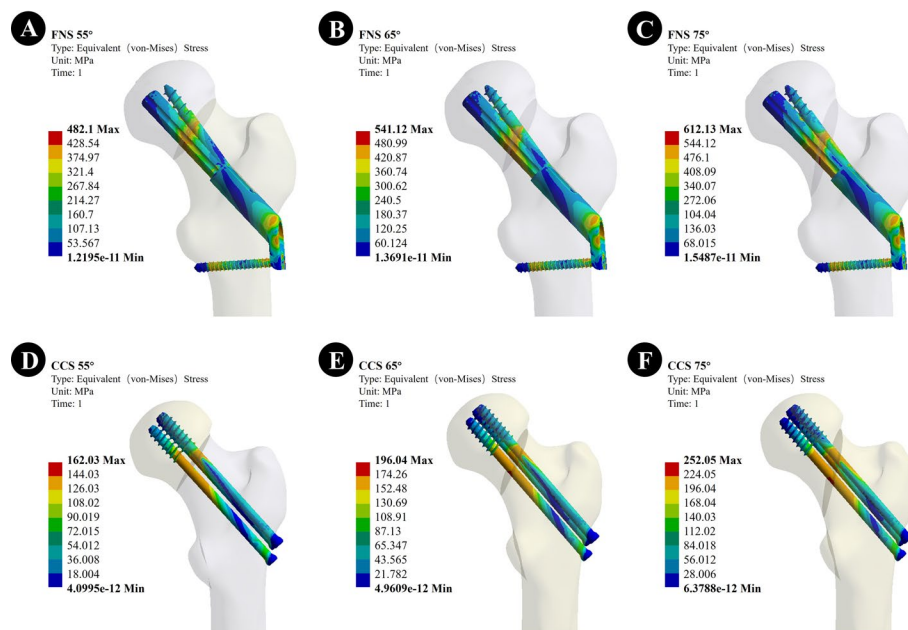 A
FNS 55°
Type: Equivalent（von-Mises）Stress
Unit: MPa
Time: 1
482.1 Max
428.54
374.97
321.4
267.84
214.27
160.7
107.13
53.567
1.2195e-11 Min
B
FNS 65°
Type: Equivalent（von-Mises）Stress
Unit: MPa
Time: 1
541.12 Max
480.99
420.87
360.74
300.62
240.5
180.37
120.25
60.124
1.3691e-11 Min
C
FNS 75°
Type: Equivalent（von-Mises）Stress
Unit: MPa
Time: 1
612.13 Max
544.12
476.1
408.09
340.07
272.06
104.04
136.03
68.015
1.5487e-11 Min
D
CCS 55°
Type: Equivalent（von-Mises）Stress
Unit: MPa
Time: 1
162.03 Max
144.03
126.03
108.02
90.019
72.015
54.012
36.008
18.004
4.0995e-12 Min
E
CCS 65°
Type: Equivalent（von-Mises）Stress
Unit: MPa
Time: 1
196.04 Max
174.26
152.48
130.69
108.91
87.13
65.347
43.565
21.782
4.9609e-12 Min
F
CCS 75°
Type: Equivalent（von-Mises）Stress
Unit: MPa
Time: 1
252.05 Max
224.05
196.04
168.04
140.03
112.02
84.018
56.012
28.006
6.3788e-12 Min